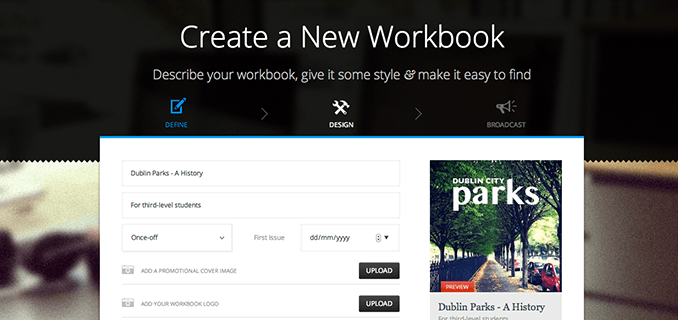 Create a New Workbook
Describe your workbook, give it some style & make it easy to find
DEFINE
DESIGN
BROADCAST
Dublin Parks - A History
For third-level students
Once-off
First Issue
dd/mm/yyyy
ADD A PROMOTIONAL COVER IMAGE
UPLOAD
ADD YOUR WORKBOOK LOGO
UPLOAD
DUBLIN CITY
parks
PREVIEW
Dublin Parks - A History
For third-level students